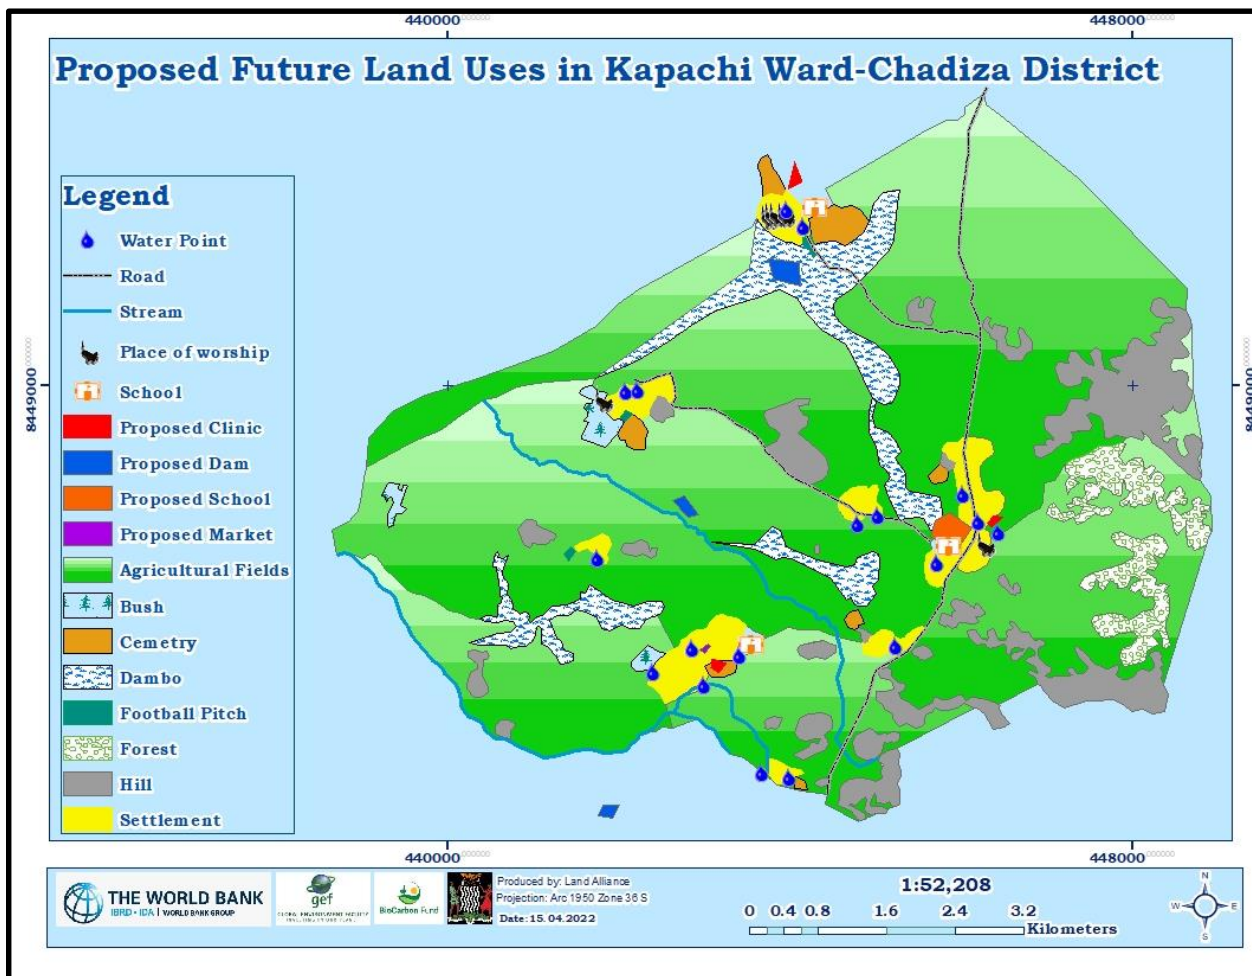 440000
448000
Proposed Future Land Uses in Kapachi Ward-Chadiza District
Legend
Water Point
Road
Stream
Place of worship
School
Proposed Clinic
Proposed Dam
Proposed School
Proposed Market
Agricultural Fields
Bush
Cemetry
Dambo
Football Pitch
Forest
Hill
Settlement
8449000
8449000
440000
448000
THE WORLD BANK
IBRD • IDA | WORLD BANK GROUP
gef
GLOBAL ENVIRONMENT FACILITY
BioCarbon Fund
Produced by: Land Alliance
Projection: Arc 1950 Zone 36 S
Date: 15.04.2022
1:52,208
0 0.4 0.8 1.6 2.4 3.2
Kilometers
N
W E
S